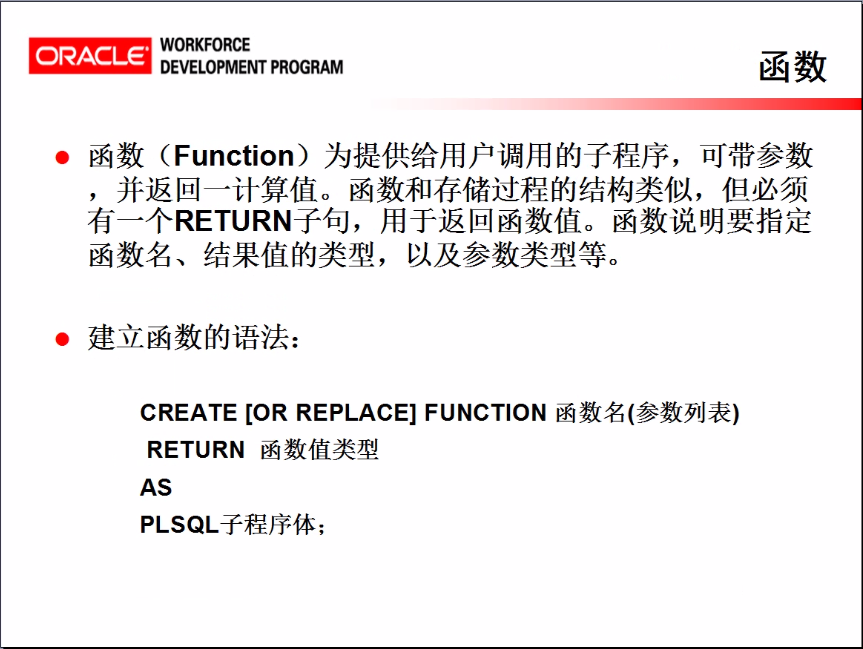 ORACLE
WORKFORCE
DEVELOPMENT PROGRAM
函数
函数（Function）为提供给用户调用的子程序，可带参数
，并返回一计算值。函数和存储过程的结构类似，但必须
有一个RETURN子句，用于返回函数值。函数说明要指定
函数名、结果值的类型，以及参数类型等。
建立函数的语法：
CREATE [OR REPLACE] FUNCTION 函数名(参数列表)
RETURN 函数值类型
AS
PLSQL子程序体；